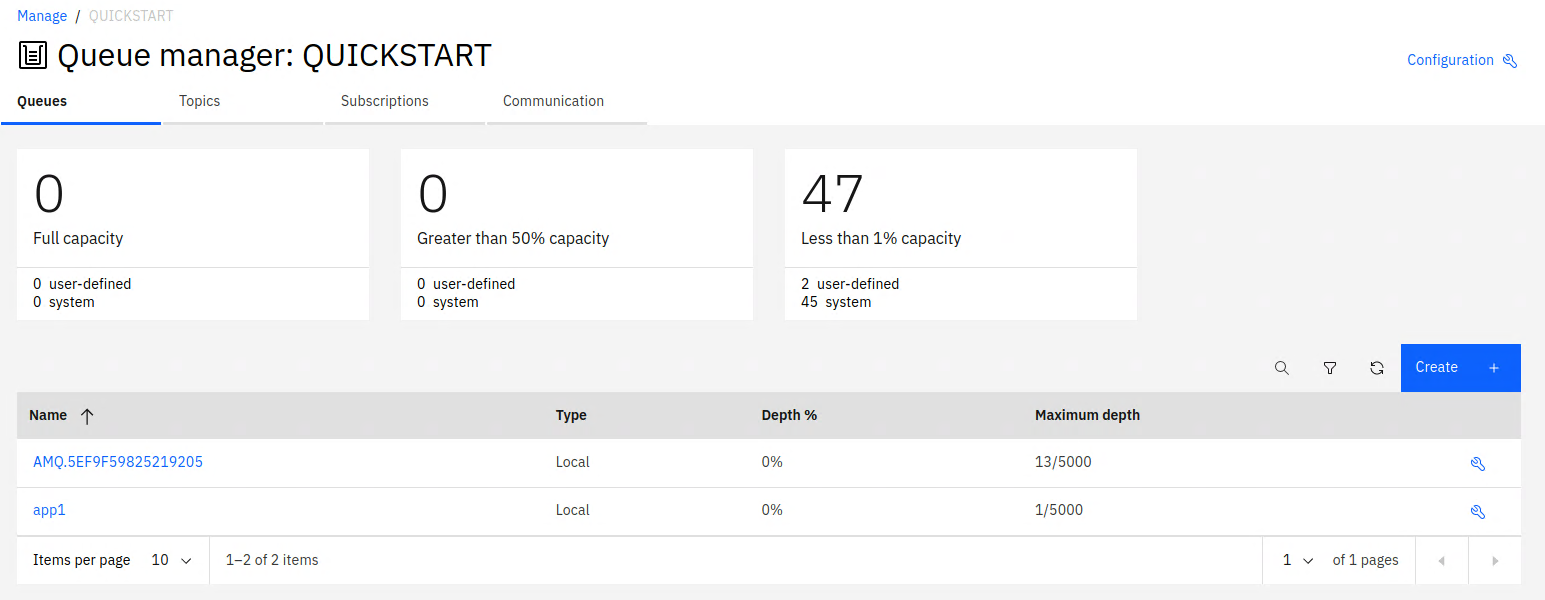 Manage / QUICKSTART
Queue manager: QUICKSTART
Configuration
Queues Topics Subscriptions Communication
0 0 47
Full capacity Greater than 50% capacity Less than 1% capacity
0 user-defined 0 user-defined 2 user-defined
0 system 0 system 45 system
Create +
Name Type Depth % Maximum depth
AMQ.5EF9F59825219205 Local 0% 13/5000
app1 Local 0% 1/5000
Items per page 10 1–2 of 2 items 1 of 1 pages